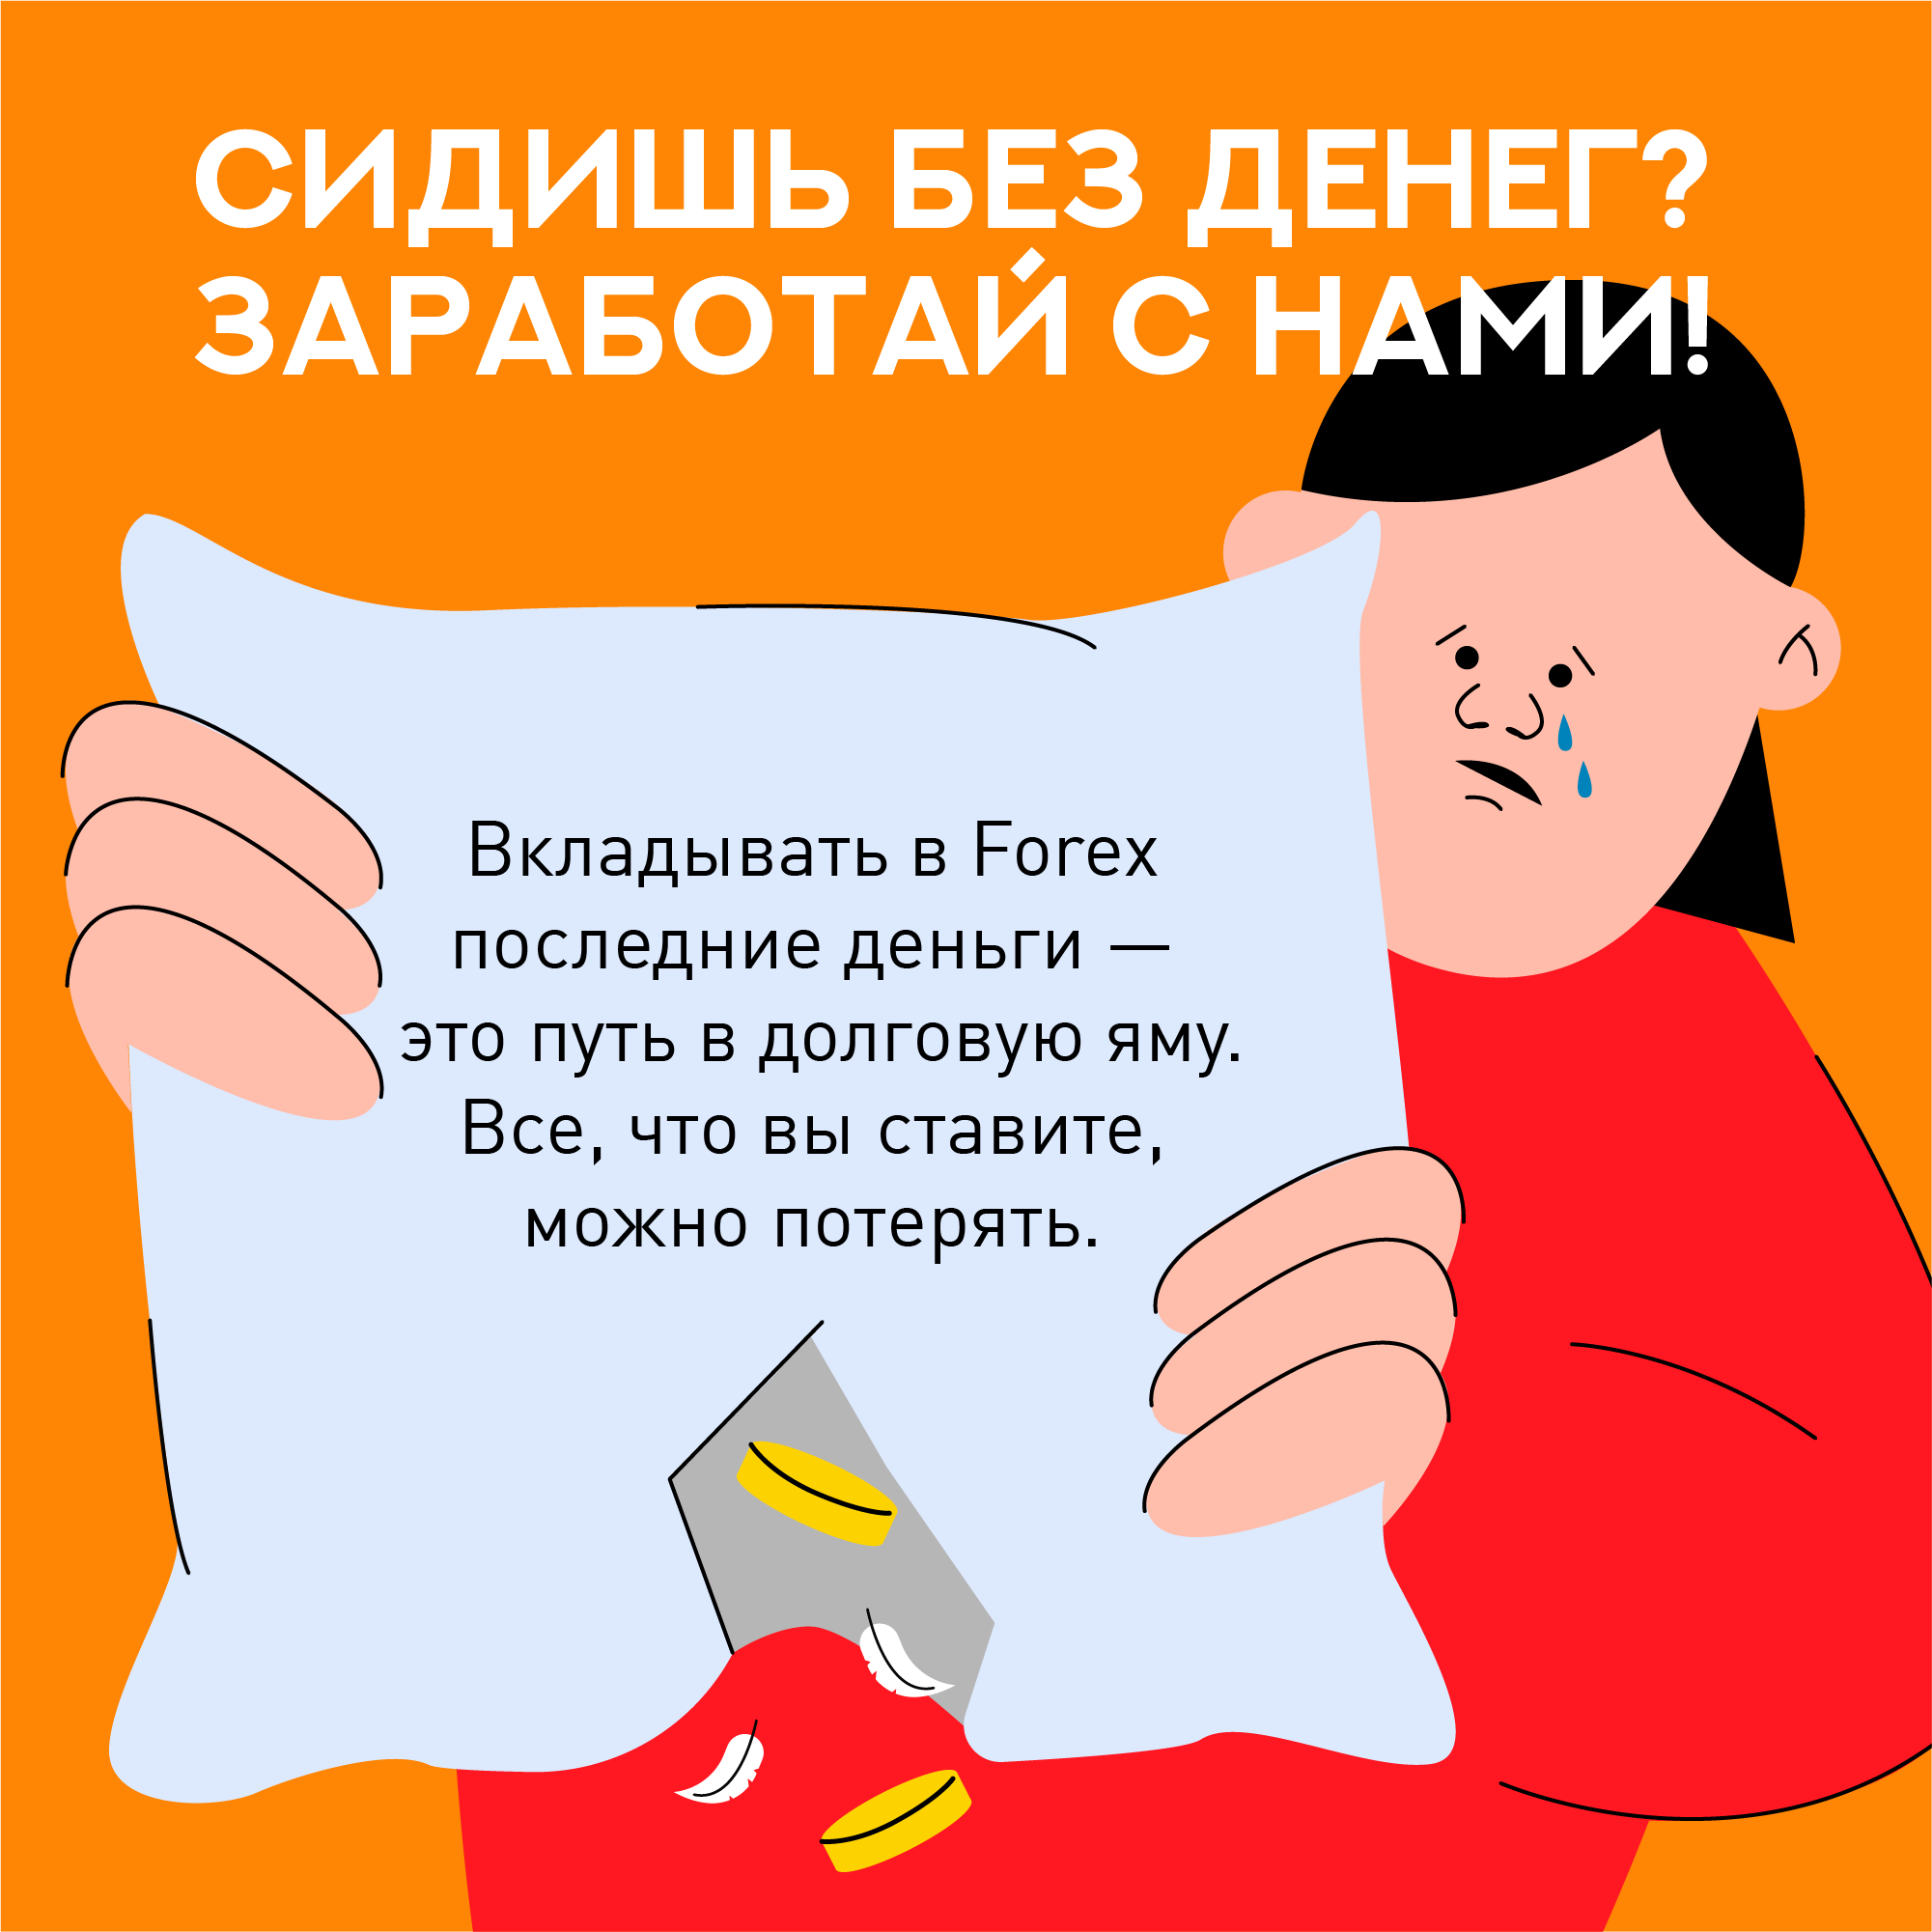 СИДИШЬ БЕЗ ДЕНЕГ?
ЗАРАБОТАЙ С НАМИ!
Вкладывать в Forex
последние деньги —
это путь в долговую яму.
Все, что вы ставите,
можно потерять.